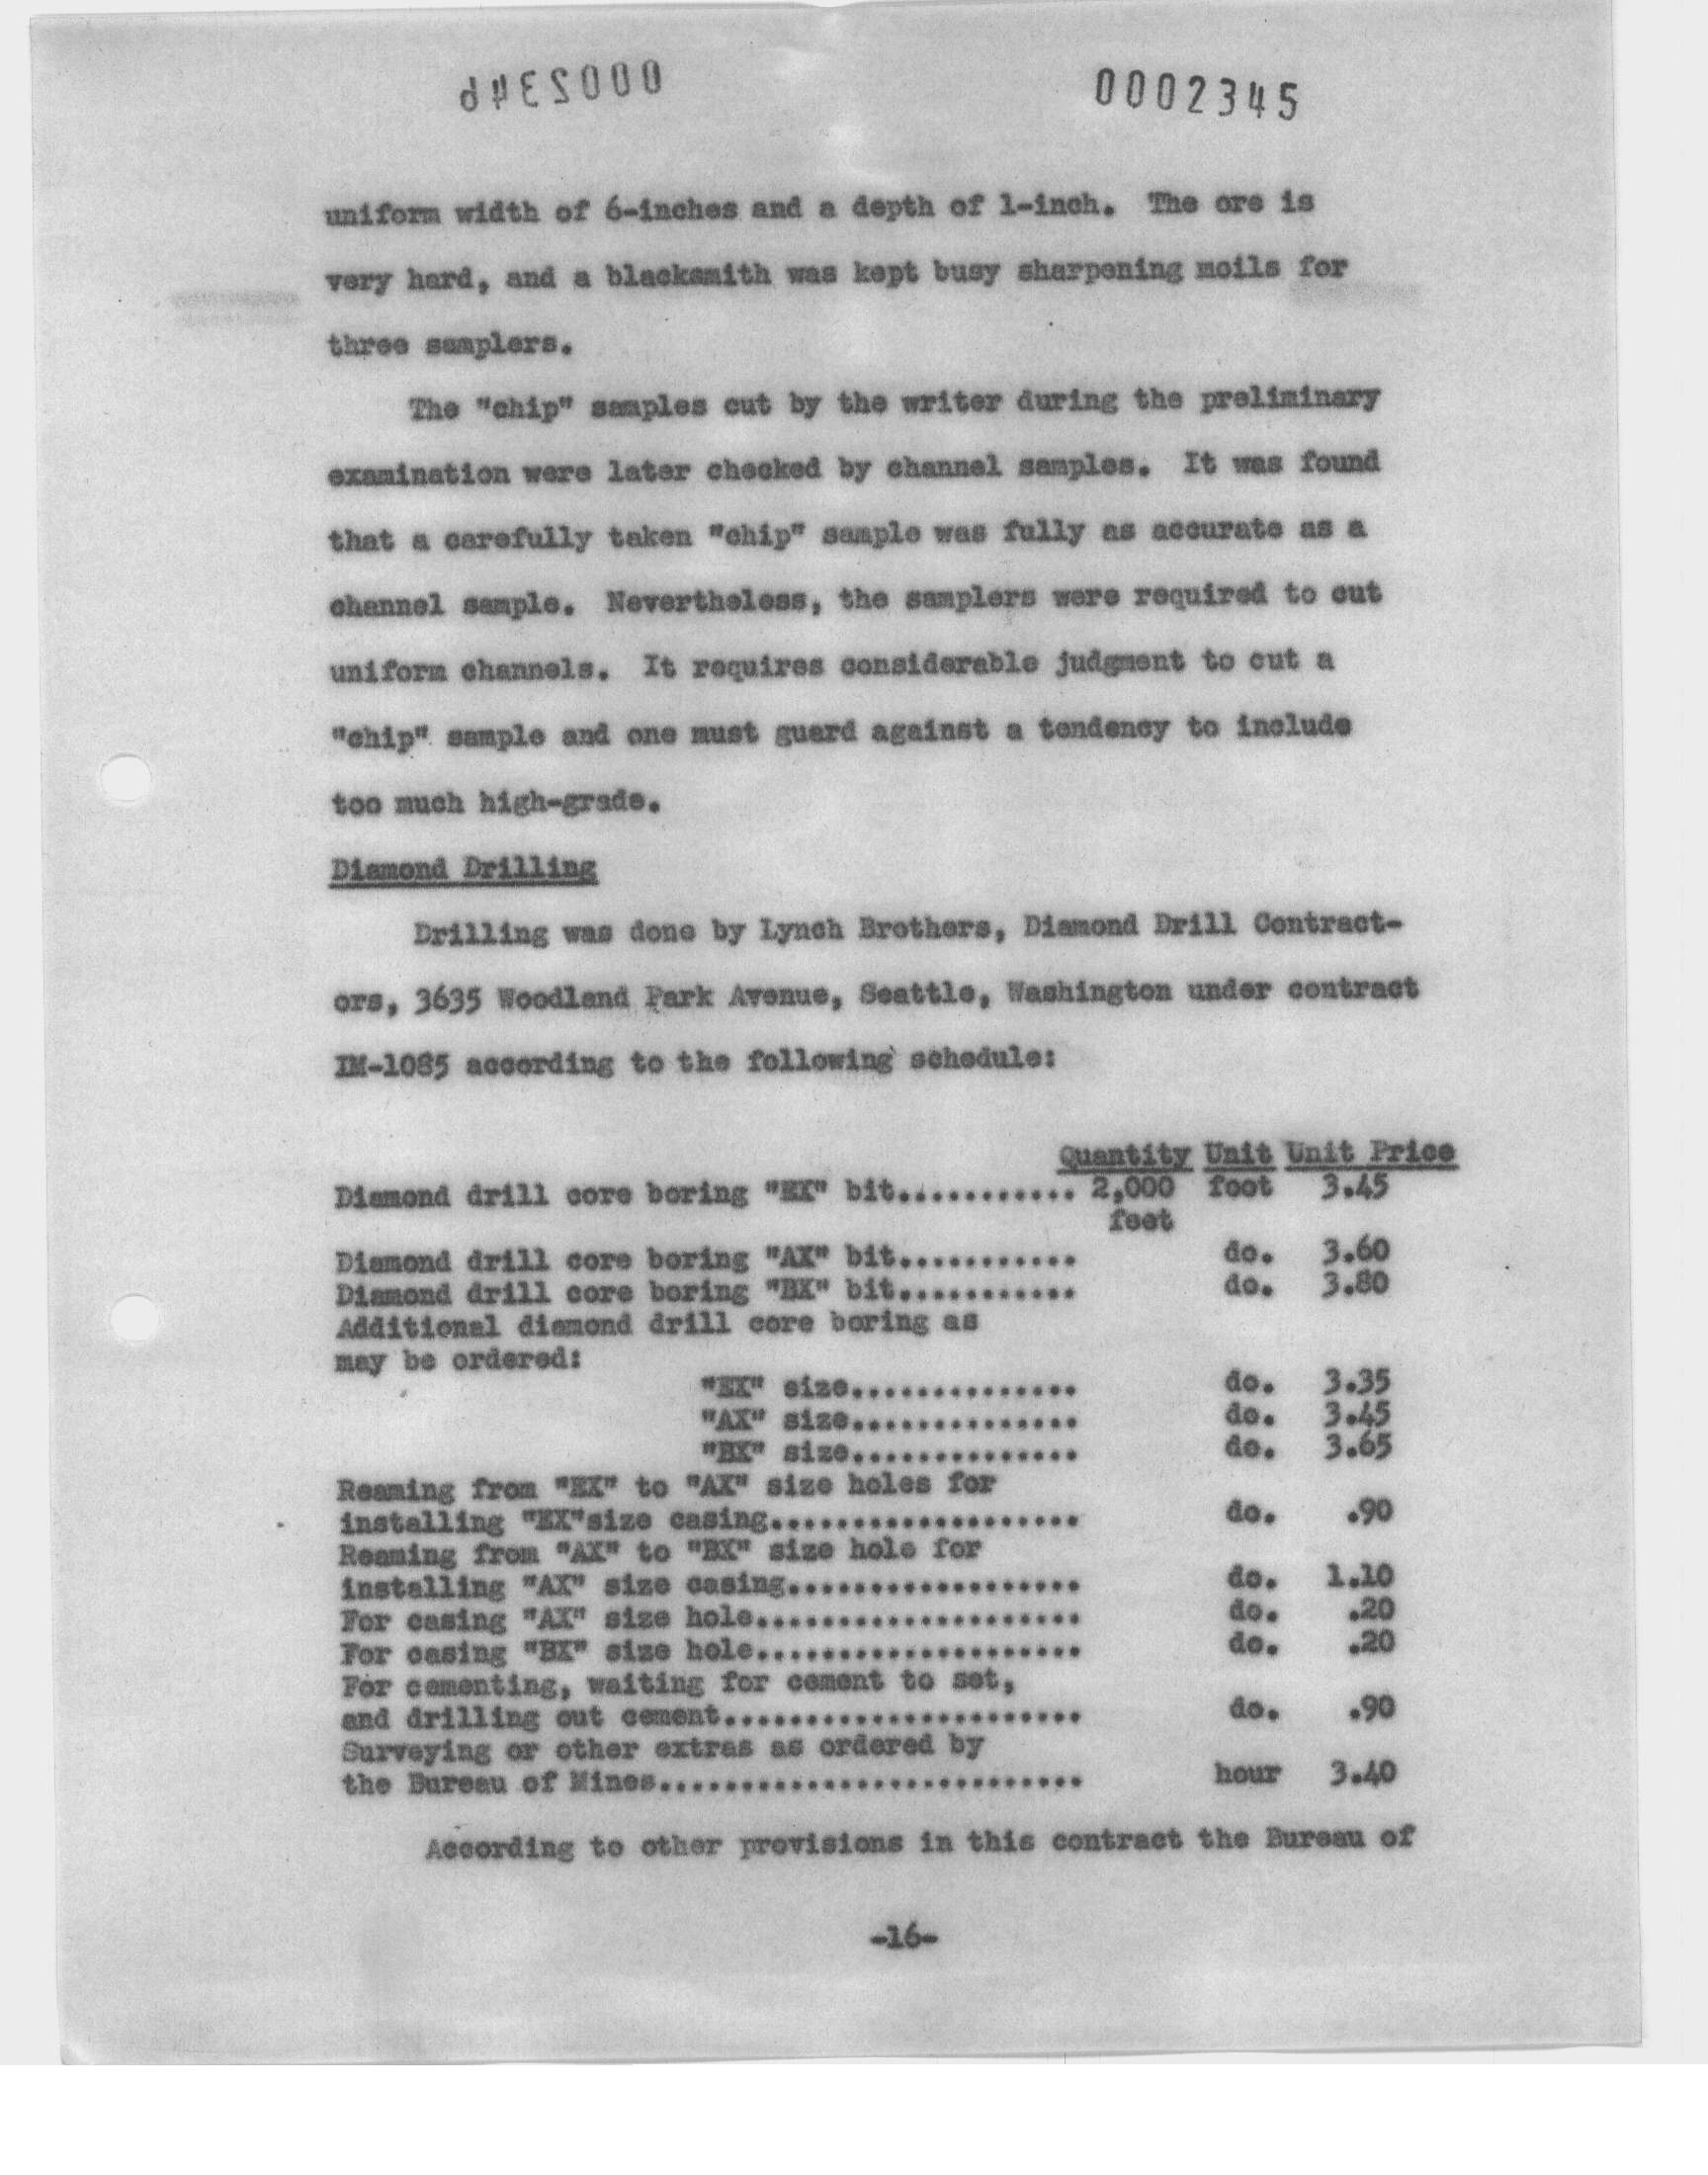 0002346
0002345
uniform width of 6-inches and a depth of 1-inch. The ore is
very hard, and a blacksmith was kept busy sharpening moils for
three samplers.
The "chip" samples cut by the writer during the preliminary
examination were later checked by channel samples. It was found
that a carefully taken "chip" sample was fully as accurate as a
channel sample. Nevertheless, the samplers were required to cut
uniform channels. It requires considerable judgment to cut a
"chip" sample and one must guard against a tendency to include
too much high-grade.
Diamond Drilling
Drilling was done by Lynch Brothers, Diamond Drill Contract-
ors, 3635 Woodland Park Avenue, Seattle, Washington under contract
IM-1085 according to the following schedule:
Quantity Unit Unit Price
Diamond drill core boring "EX" bit........... 2,000 foot 3.45
feet
Diamond drill core boring "AX" bit........... do. 3.60
Diamond drill core boring "BX" bit........... do. 3.80
Additional diamond drill core boring as
may be ordered:
"EX" size.............. do. 3.35
"AX" size.............. do. 3.45
"BX" size.............. do. 3.65
Reaming from "EX" to "AX" size holes for
installing "EX"size casing................... do. .90
Reaming from "AX" to "BX" size hole for
installing "AX" size casing.................. do. 1.10
For casing "AX" size hole.................... do. .20
For casing "BX" size hole.................... do. .20
For cementing, waiting for cement to set,
and drilling out cement...................... do. .90
Surveying or other extras as ordered by
the Bureau of Mines.......................... hour 3.40
According to other provisions in this contract the Bureau of
-16-